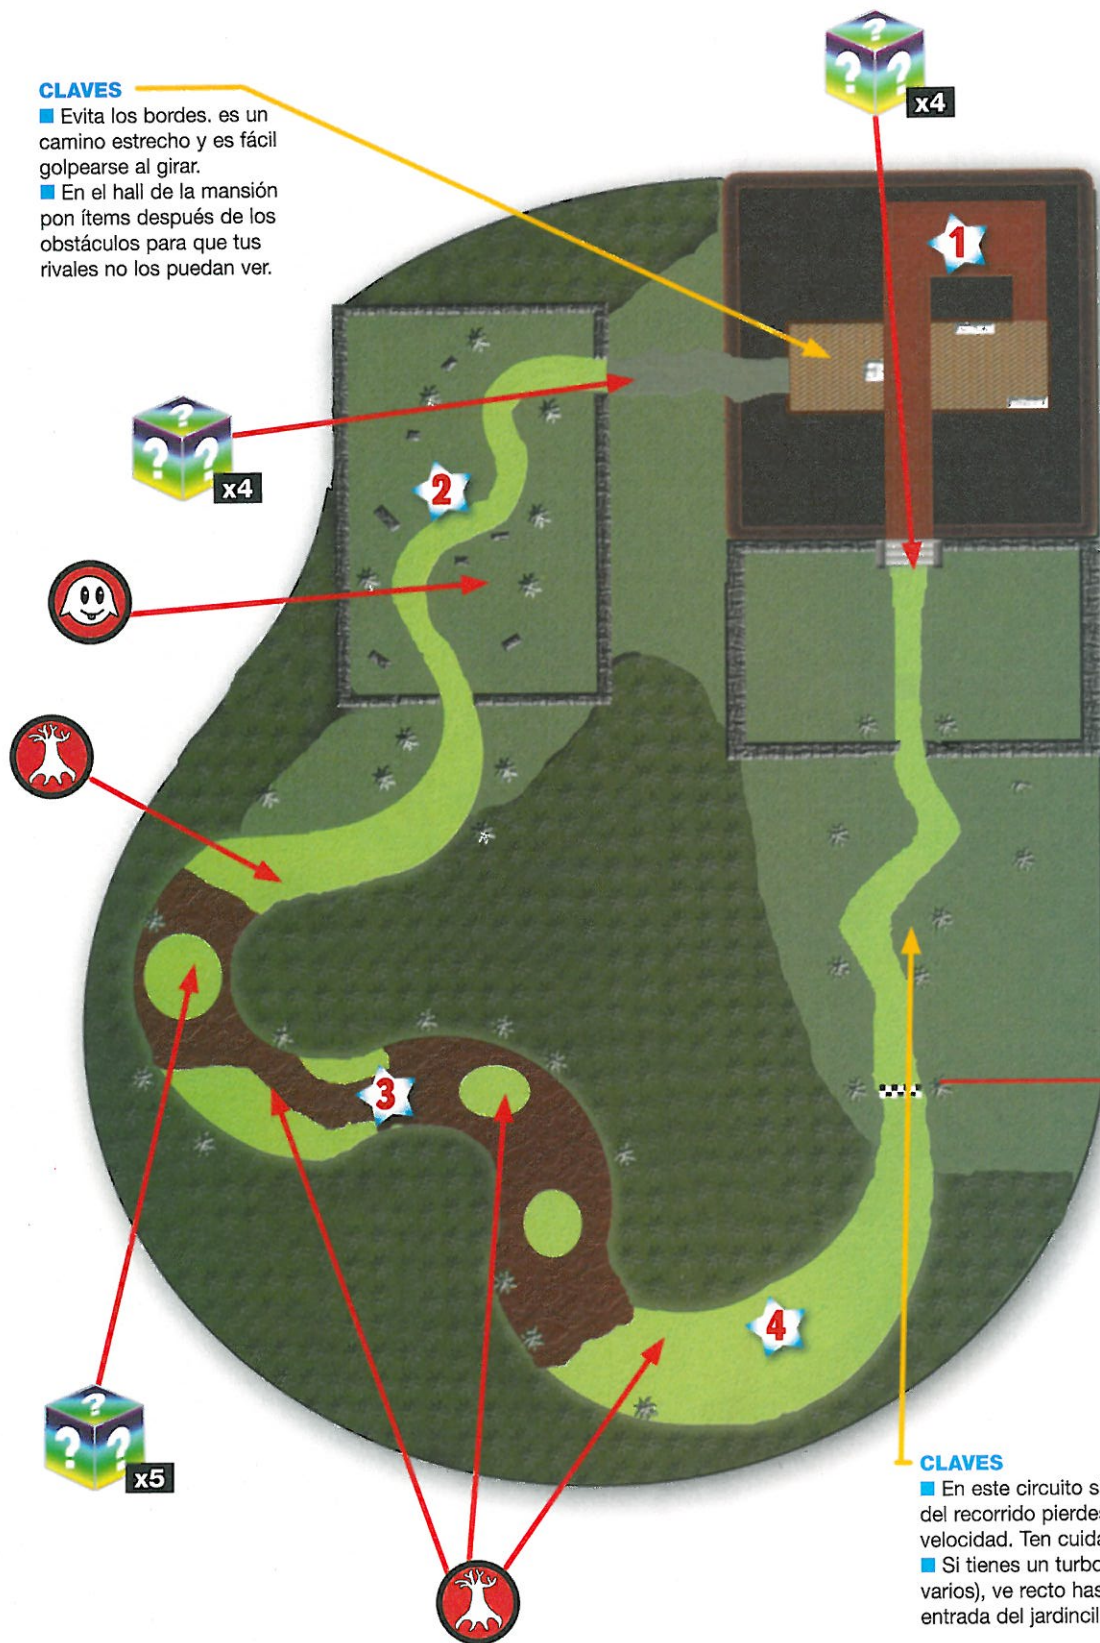 CLAVES
Evita los bordes. es un
camino estrecho y es fácil
golpearse al girar.
En el hall de la mansión
pon ítems después de los
obstáculos para que tus
rivales no los puedan ver.
? ? ?
x4
1
? ? ?
x4
2
3
4
? ? ?
x5
CLAVES
En este circuito s
del recorrido pierdes
velocidad. Ten cuida
Si tienes un turbo
varios), ve recto has
entrada del jardincil